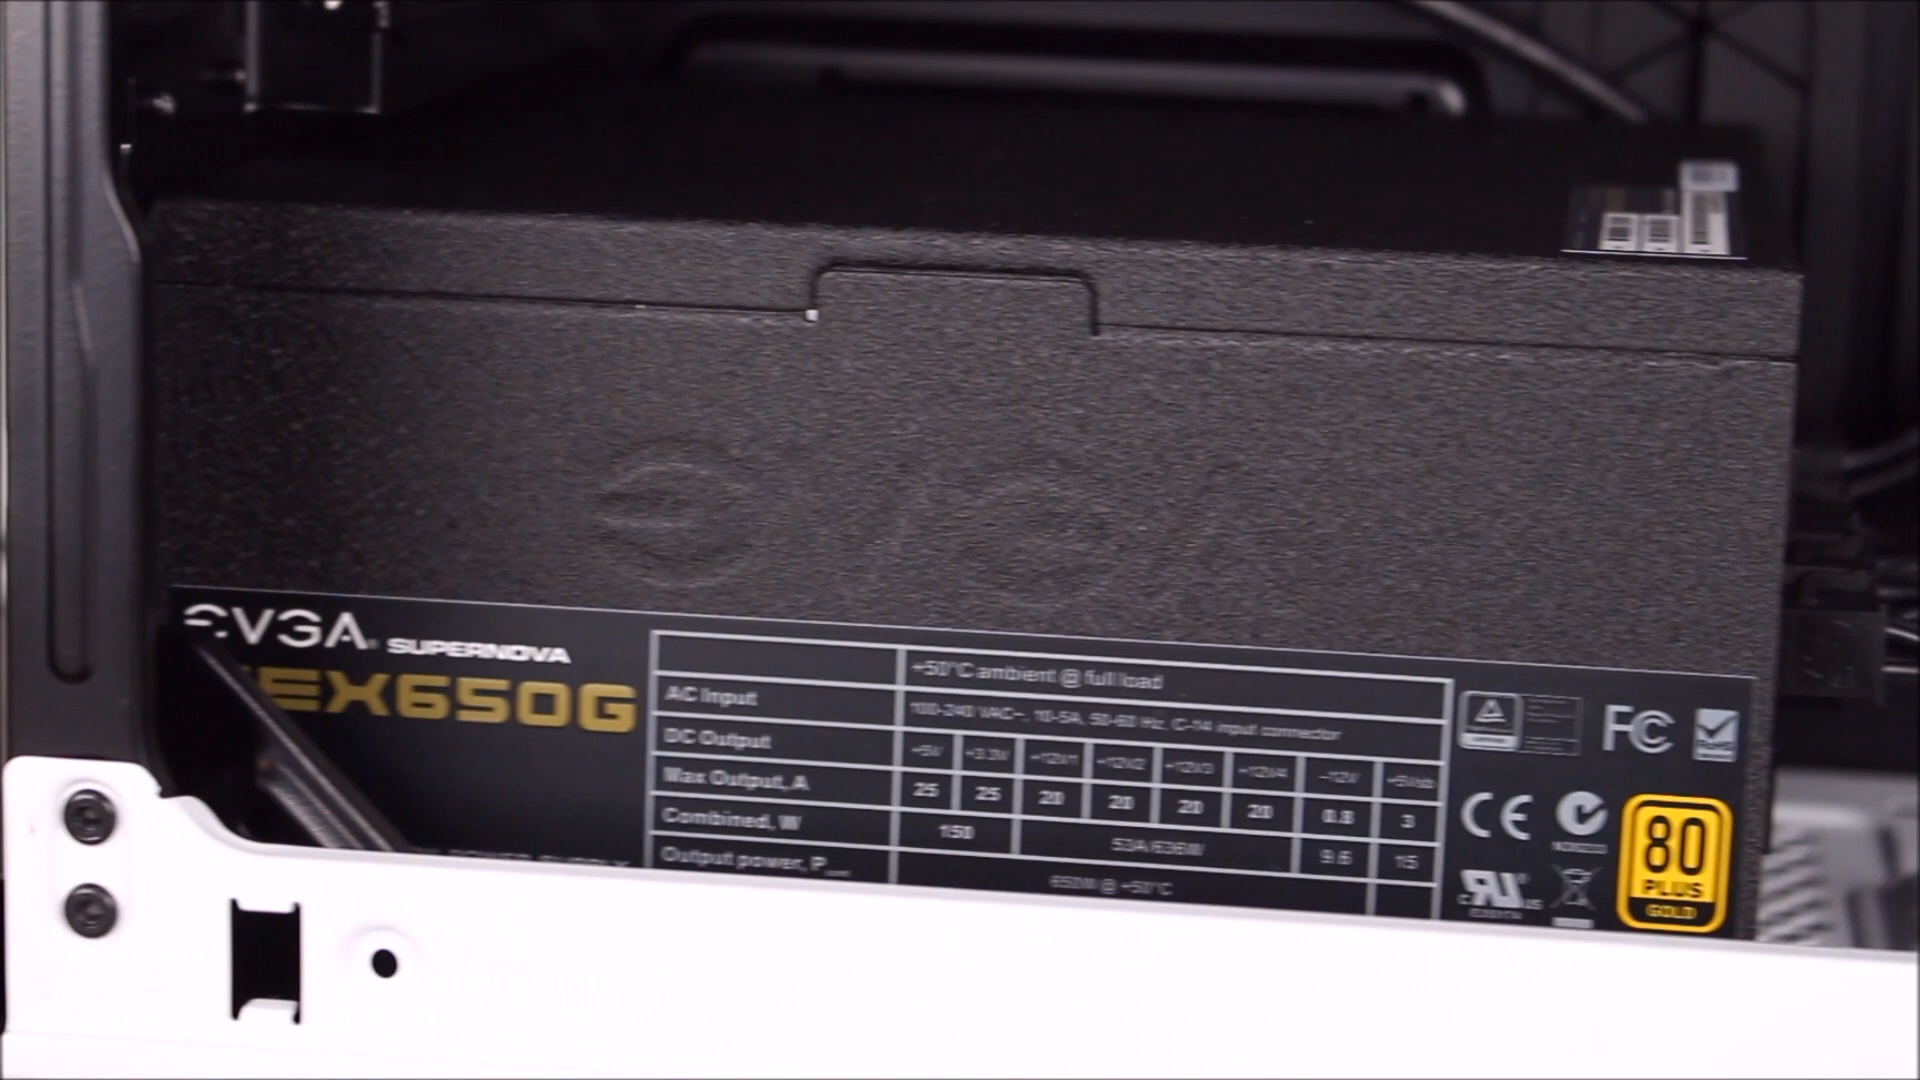 EVGA SUPERNOVA
EX650G
+50°C ambient @ full load
AC Input
100-240 VAC~, 10-5A, 50-60 Hz, C-14 input connector
DC Output
+5V +3.3V +12V1 +12V2 +12V3 +12V4 -12V +5Vsb
Max Output, A
25 25 20 20 20 20 0.8 3
Combined, W
150 53A/636W 9.6 15
Output power, P
650W @ +50°C
FC
CE
80
PLUS
GOLD